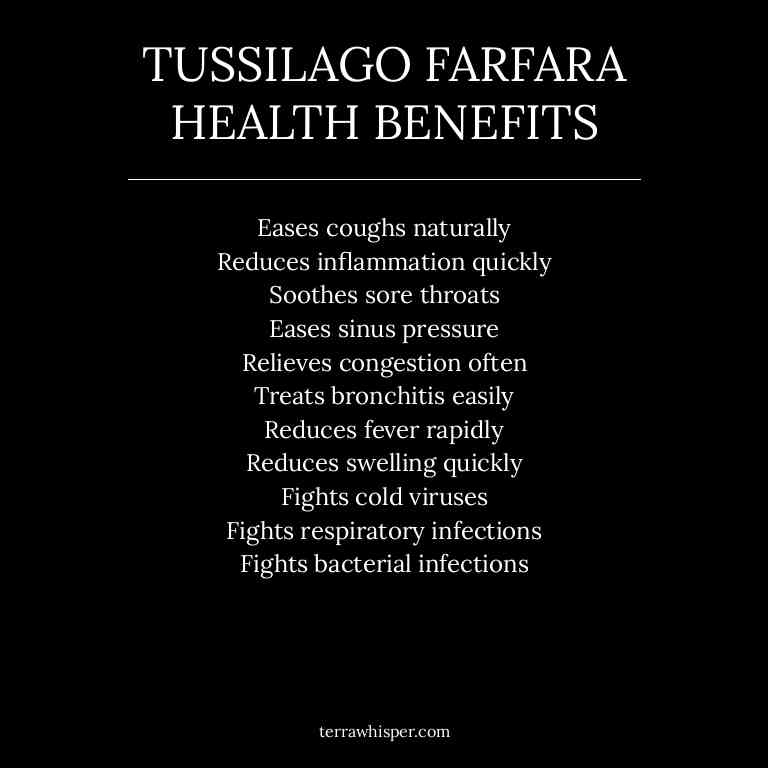 TUSSILAGO FARFARA
HEALTH BENEFITS
Eases coughs naturally
Reduces inflammation quickly
Soothes sore throats
Eases sinus pressure
Relieves congestion often
Treats bronchitis easily
Reduces fever rapidly
Reduces swelling quickly
Fights cold viruses
Fights respiratory infections
Fights bacterial infections
terrawhisper.com